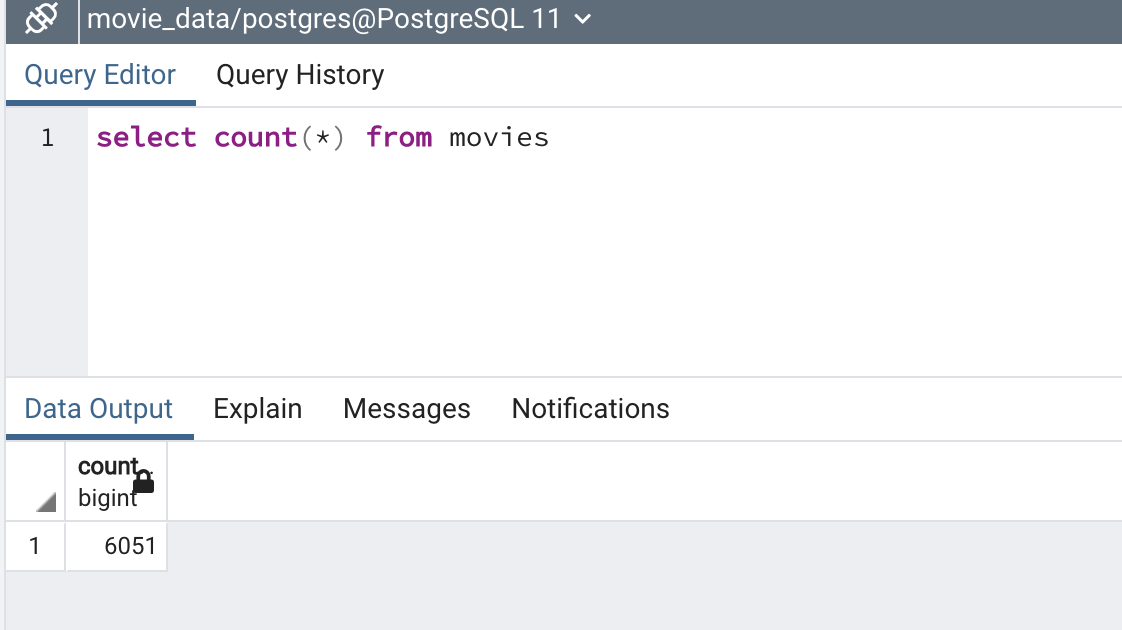 movie_data/postgres@PostgreSQL 11
Query Editor Query History
1 select count(*) from movies
Data Output Explain Messages Notifications
count
bigint
1 6051